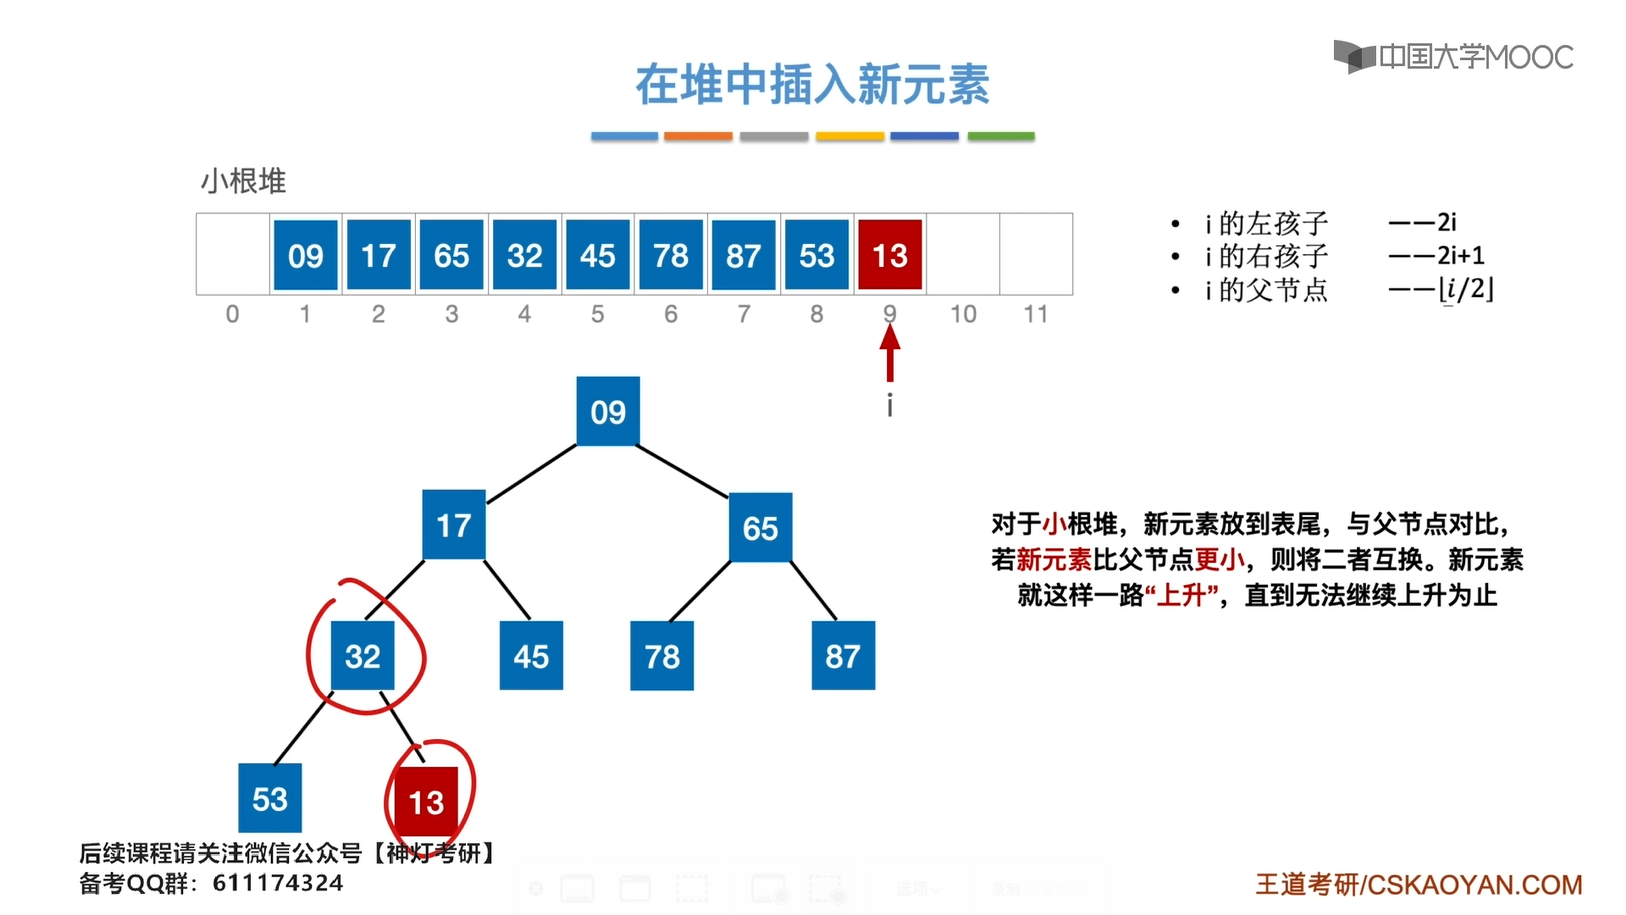 中国大学MOOC
在堆中插入新元素
小根堆
09 17 65 32 45 78 87 53 13
0 1 2 3 4 5 6 7 8 9 10 11
i
• i 的左孩子 ——2i
• i 的右孩子 ——2i+1
• i 的父节点 ——⌊i/2⌋
09
17 65
32 45 78 87
53 13
对于小根堆，新元素放到表尾，与父节点对比，
若新元素比父节点更小，则将二者互换。新元素
就这样一路“上升”，直到无法继续上升为止
后续课程请关注微信公众号【神灯考研】
备考QQ群：611174324
王道考研/CSKAOYAN.COM